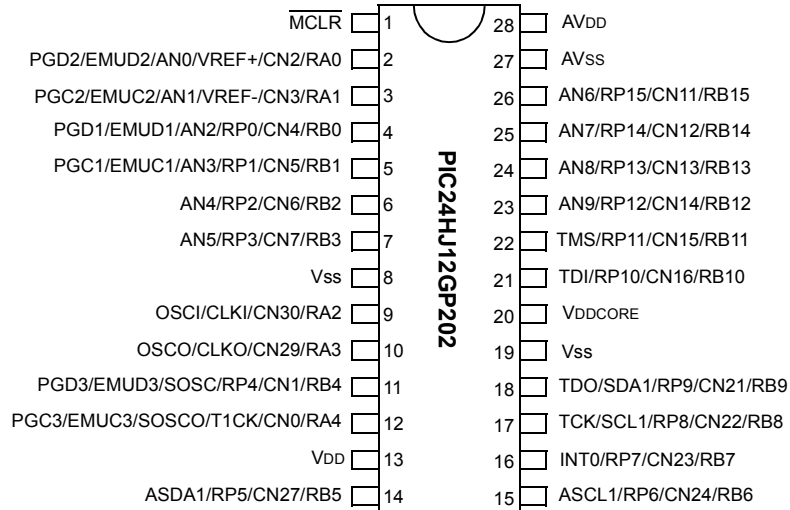 MCLR 1 28 AVDD
PGD2/EMUD2/AN0/VREF+/CN2/RA0 2 27 AVSS
PGC2/EMUC2/AN1/VREF-/CN3/RA1 3 26 AN6/RP15/CN11/RB15
PGD1/EMUD1/AN2/RP0/CN4/RB0 4 25 AN7/RP14/CN12/RB14
PGC1/EMUC1/AN3/RP1/CN5/RB1 5 24 AN8/RP13/CN13/RB13
AN4/RP2/CN6/RB2 6 23 AN9/RP12/CN14/RB12
AN5/RP3/CN7/RB3 7 22 TMS/RP11/CN15/RB11
Vss 8 21 TDI/RP10/CN16/RB10
OSCI/CLKI/CN30/RA2 9 20 VDDCORE
OSCO/CLKO/CN29/RA3 10 19 Vss
PGD3/EMUD3/SOSC/RP4/CN1/RB4 11 18 TDO/SDA1/RP9/CN21/RB9
PGC3/EMUC3/SOSCO/T1CK/CN0/RA4 12 17 TCK/SCL1/RP8/CN22/RB8
VDD 13 16 INT0/RP7/CN23/RB7
ASDA1/RP5/CN27/RB5 14 15 ASCL1/RP6/CN24/RB6
PIC24HJ12GP202